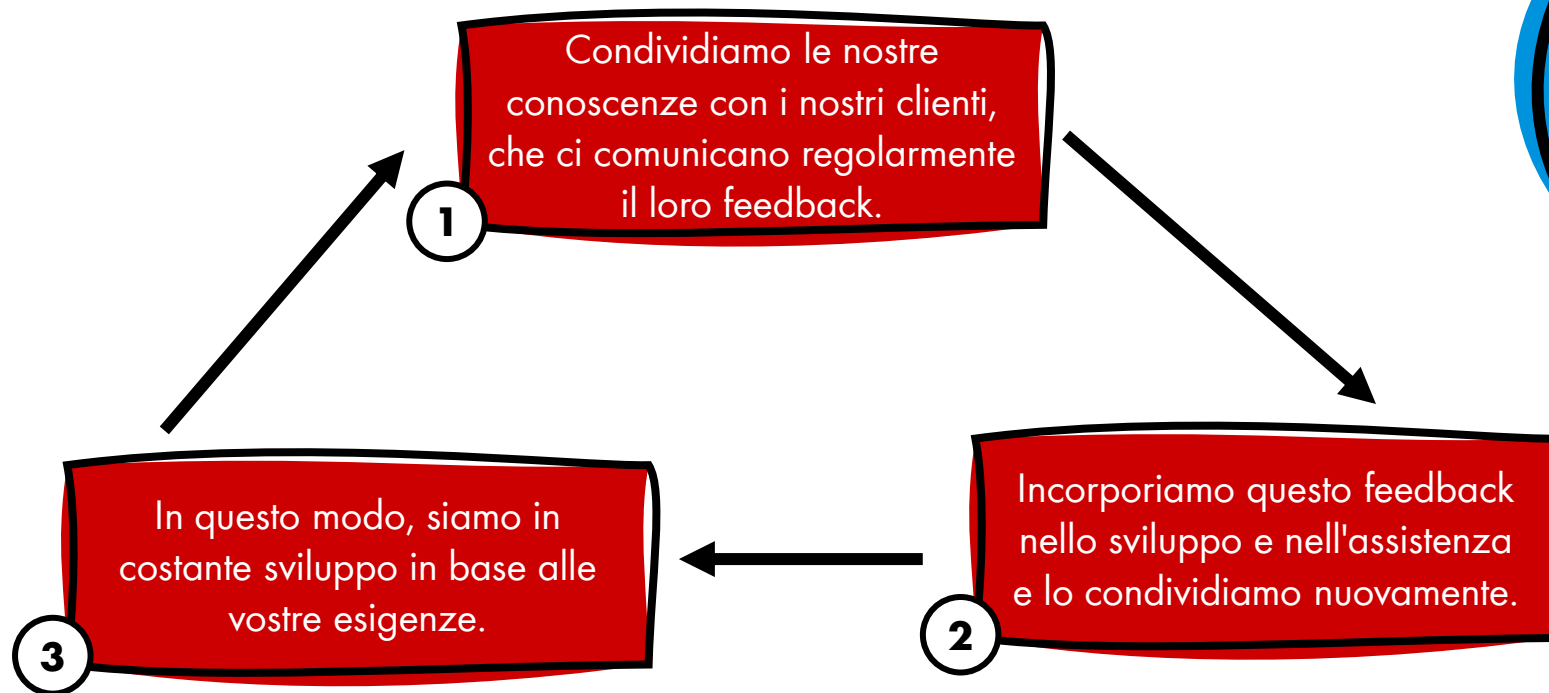 Condividiamo le nostre
conoscenze con i nostri clienti,
che ci comunicano regolarmente
il loro feedback.
1
Incorporiamo questo feedback
nello sviluppo e nell'assistenza
e lo condividiamo nuovamente.
2
In questo modo, siamo in
costante sviluppo in base alle
vostre esigenze.
3